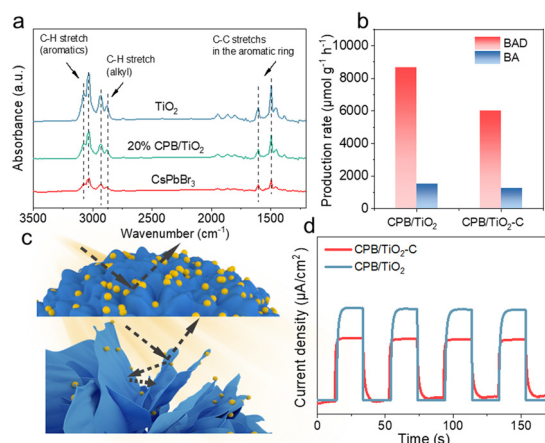 a
C-H stretch
(aromatics)
C-H stretch
(alkyl)
C-C stretchs
in the aromatic ring
TiO₂
20% CPB/TiO₂
CsPbBr₃
Absorbance (a.u.)
3500 3000 2500 2000 1500
Wavenumber (cm⁻¹)
b
BAD
BA
Production rate (μmol g⁻¹ h⁻¹)
10000
8000
6000
4000
2000
0
CPB/TiO₂ CPB/TiO₂-C
c
d
CPB/TiO₂-C
CPB/TiO₂
Current density (μA/cm²)
0 50 100 150
Time (s)